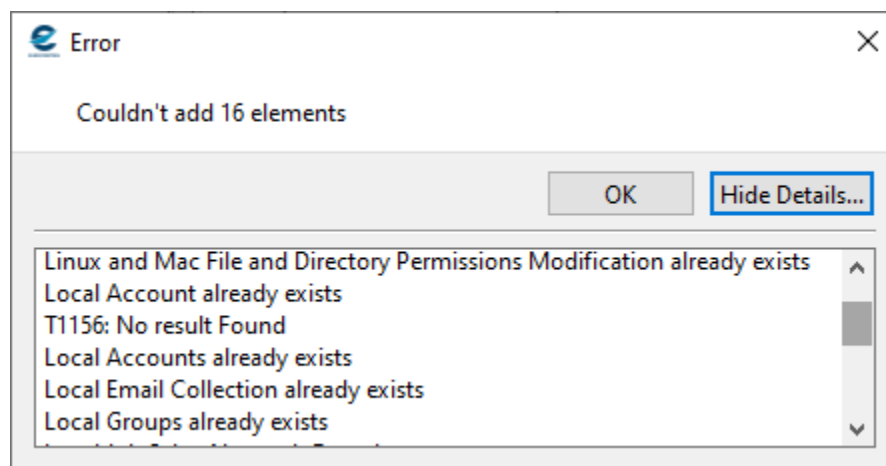 Error
Couldn't add 16 elements
OK
Hide Details...
Linux and Mac File and Directory Permissions Modification already exists
Local Account already exists
T1156: No result Found
Local Accounts already exists
Local Email Collection already exists
Local Groups already exists